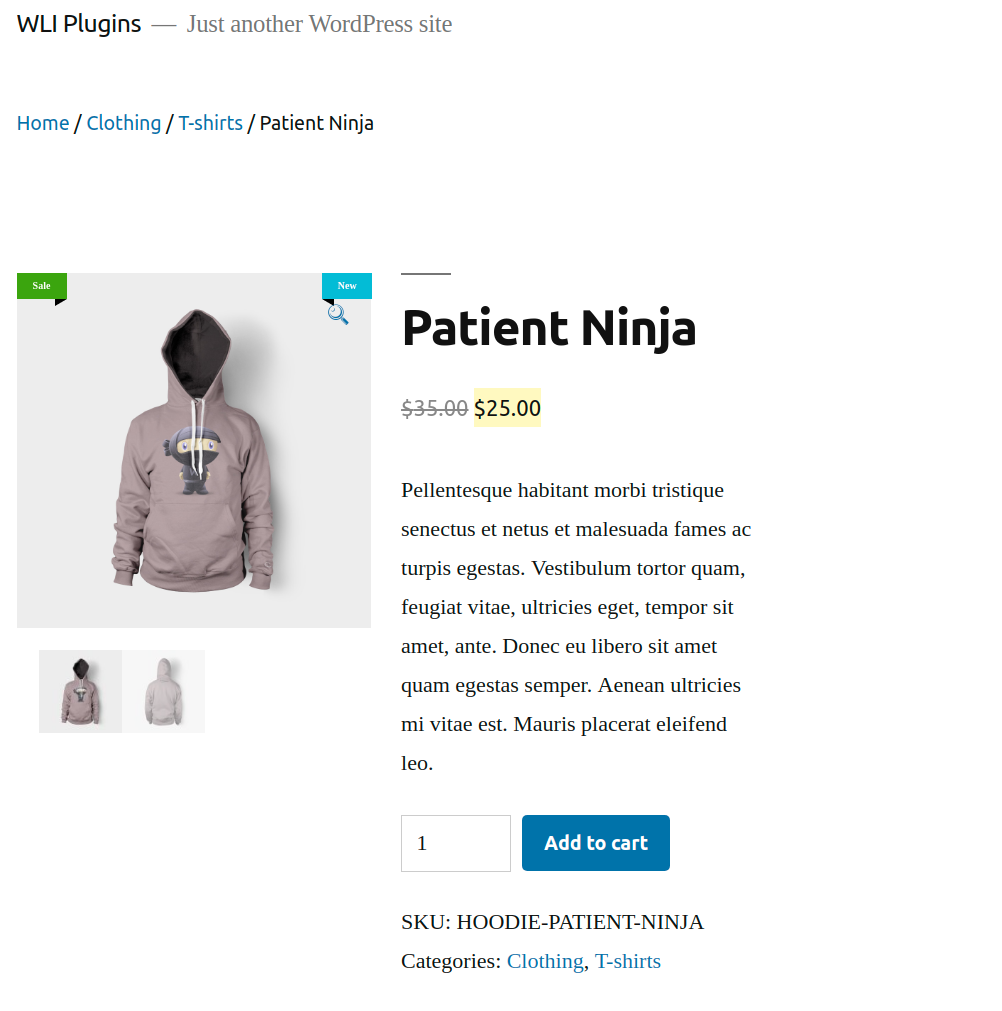 WLI Plugins — Just another WordPress site
Home / Clothing / T-shirts / Patient Ninja
Sale
New
Patient Ninja
$35.00 $25.00
Pellentesque habitant morbi tristique
senectus et netus et malesuada fames ac
turpis egestas. Vestibulum tortor quam,
feugiat vitae, ultricies eget, tempor sit
amet, ante. Donec eu libero sit amet
quam egestas semper. Aenean ultricies
mi vitae est. Mauris placerat eleifend
leo.
1
Add to cart
SKU: HOODIE-PATIENT-NINJA
Categories: Clothing, T-shirts